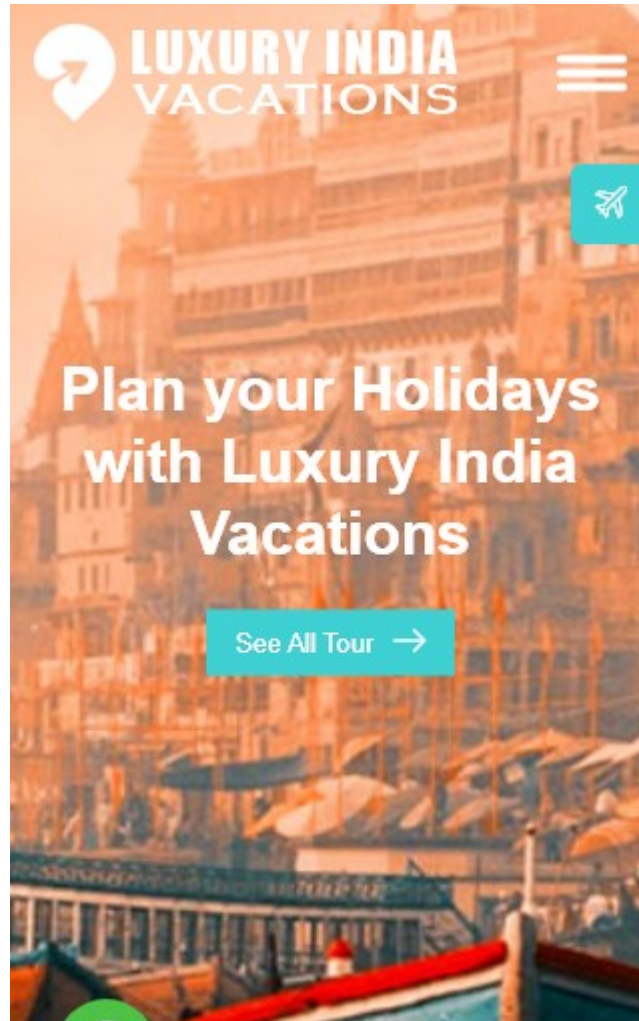 LUXURY INDIA
VACATIONS
Plan your Holidays
with Luxury India
Vacations
See All Tour